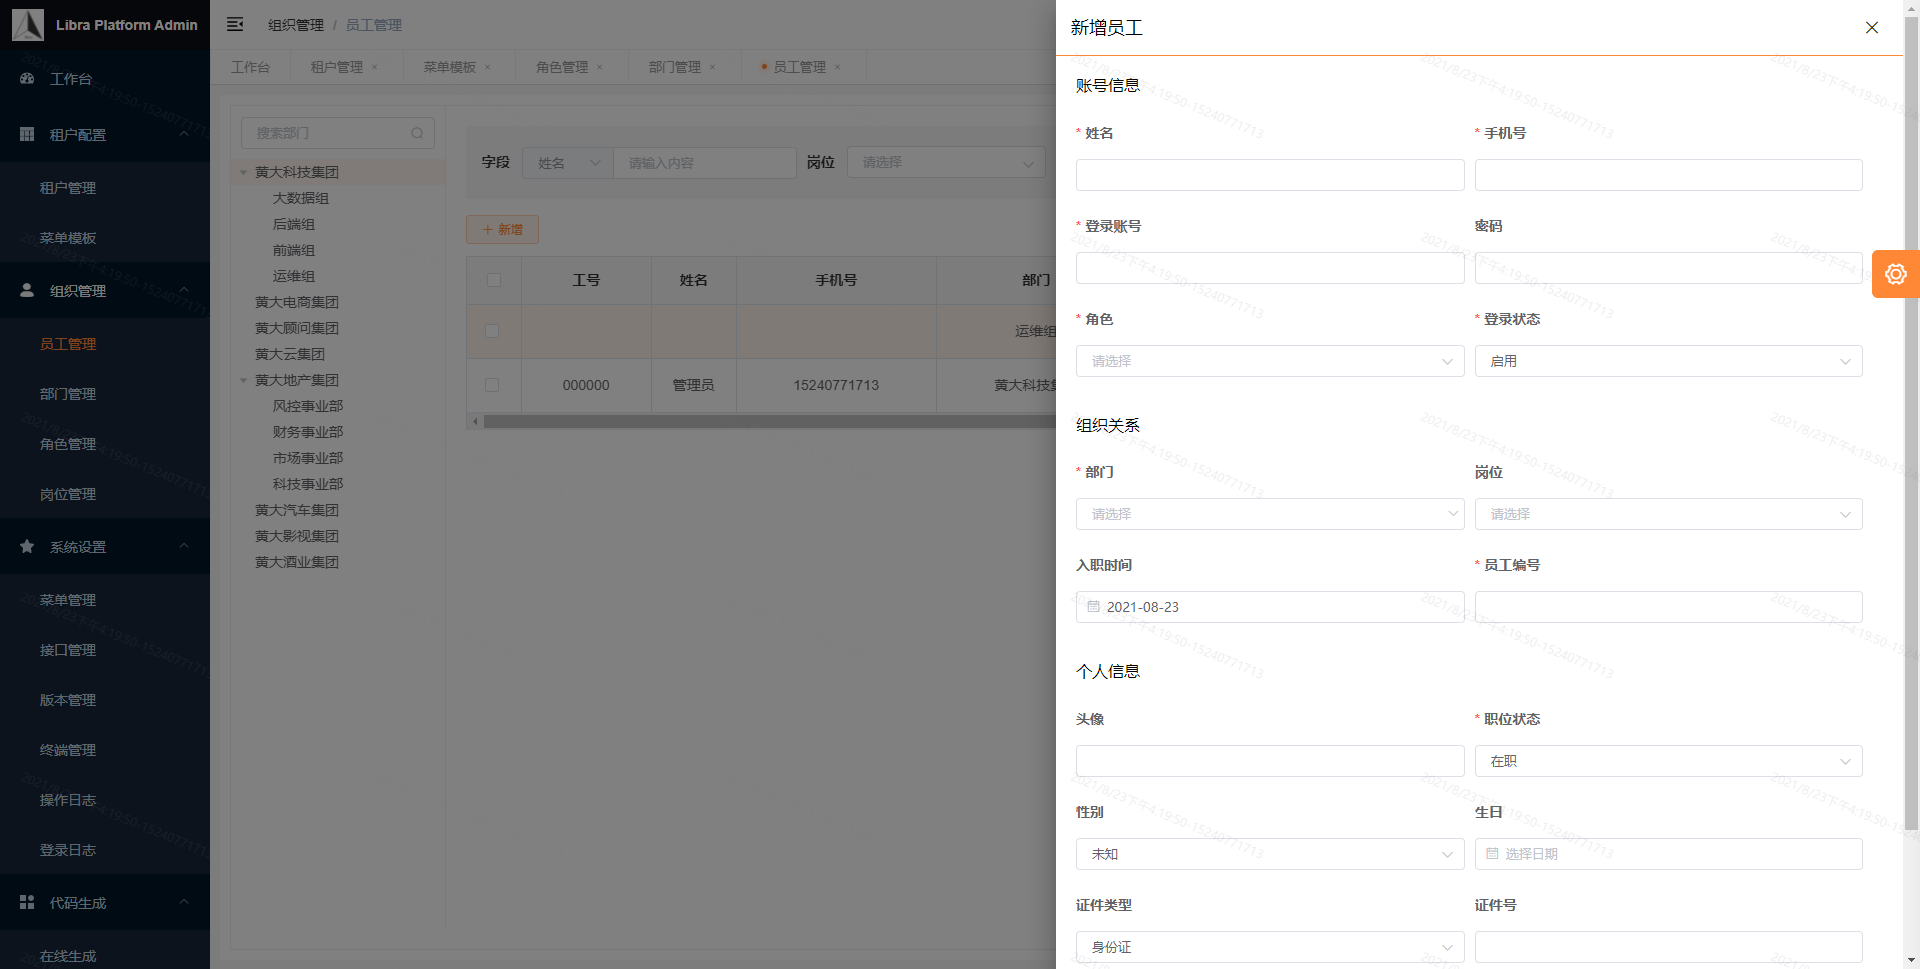 Libra Platform Admin
工作台
租户配置
租户管理
菜单模板
组织管理
员工管理
部门管理
角色管理
岗位管理
系统设置
菜单管理
接口管理
版本管理
终端管理
操作日志
登录日志
代码生成
在线生成
组织管理 / 员工管理
工作台 租户管理 × 菜单模板 × 角色管理 × 部门管理 × 员工管理 ×
搜索部门
黄大科技集团
大数据组
后端组
前端组
运维组
黄大电商集团
黄大顾问集团
黄大云集团
黄大地产集团
风控事业部
财务事业部
市场事业部
科技事业部
黄大汽车集团
黄大影视集团
黄大酒业集团
字段 姓名 请输入内容 岗位 请选择
+ 新增
工号 姓名 手机号 部门
运维组
000000 管理员 15240771713 黄大科技集
新增员工
账号信息
* 姓名 * 手机号
* 登录账号 密码
* 角色 * 登录状态
请选择 启用
组织关系
* 部门 岗位
请选择 请选择
入职时间 * 员工编号
2021-08-23
个人信息
头像 * 职位状态
在职
性别 生日
未知 选择日期
证件类型 证件号
身份证
2021/8/23下午4:19:50-15240771713